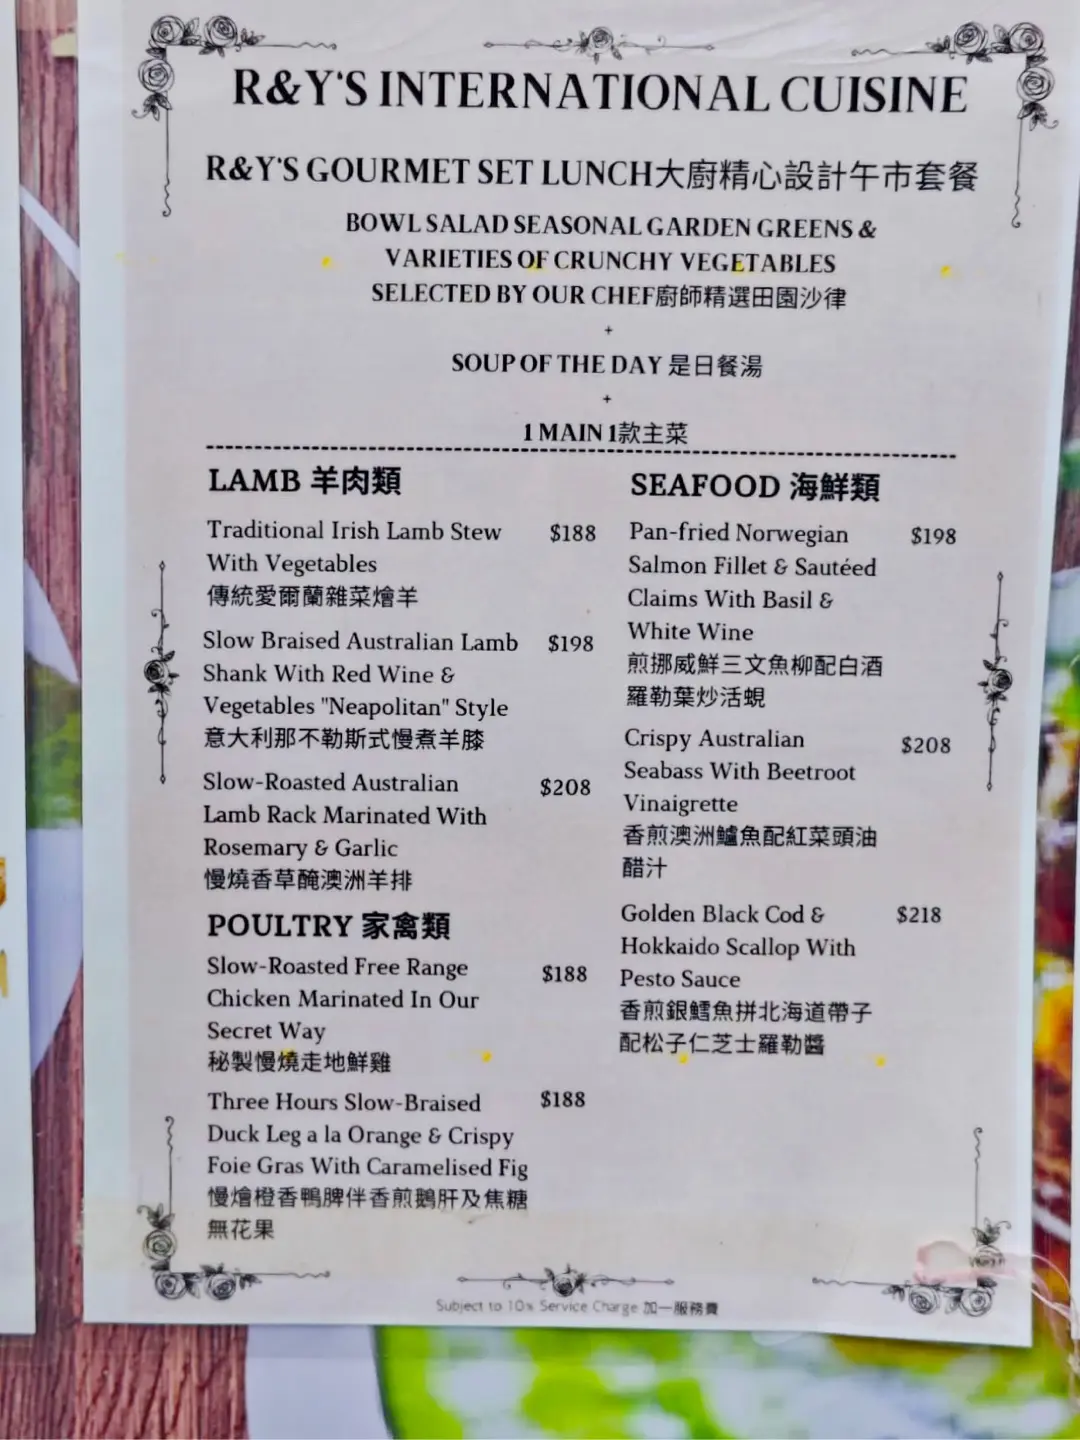 R&Y'S INTERNATIONAL CUISINE
R&Y'S GOURMET SET LUNCH大廚精心設計午市套餐
BOWL SALAD SEASONAL GARDEN GREENS &
VARIETIES OF CRUNCHY VEGETABLES
SELECTED BY OUR CHEF廚師精選田園沙律
+
SOUP OF THE DAY 是日餐湯
+
1 MAIN 1款主菜
LAMB 羊肉類
Traditional Irish Lamb Stew $188
With Vegetables
傳統愛爾蘭雜菜燴羊
Slow Braised Australian Lamb $198
Shank With Red Wine &
Vegetables "Neapolitan" Style
意大利那不勒斯式慢煮羊膝
Slow-Roasted Australian $208
Lamb Rack Marinated With
Rosemary & Garlic
慢燒香草醃澳洲羊排
POULTRY 家禽類
Slow-Roasted Free Range $188
Chicken Marinated In Our
Secret Way
秘製慢燒走地鮮雞
Three Hours Slow-Braised $188
Duck Leg a la Orange & Crispy
Foie Gras With Caramelised Fig
慢燴橙香鴨脾伴香煎鵝肝及焦糖
無花果
SEAFOOD 海鮮類
Pan-fried Norwegian $198
Salmon Fillet & Sautéed
Claims With Basil &
White Wine
煎挪威鮮三文魚柳配白酒
羅勒葉炒活蜆
Crispy Australian $208
Seabass With Beetroot
Vinaigrette
香煎澳洲鱸魚配紅菜頭油
醋汁
Golden Black Cod & $218
Hokkaido Scallop With
Pesto Sauce
香煎銀鱈魚拼北海道帶子
配松子仁芝士羅勒醬
Subject to 10% Service Charge 加一服務費